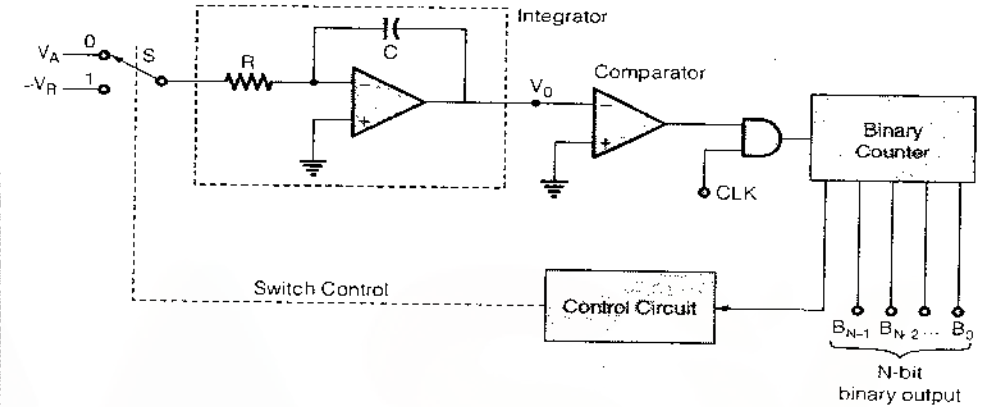 Integrator
V_A
0
S
R
C
-V_R
1
V_0
Comparator
Binary
Counter
CLK
Switch Control
Control Circuit
B_N-1 B_N-2 ... B_0
N-bit
binary output